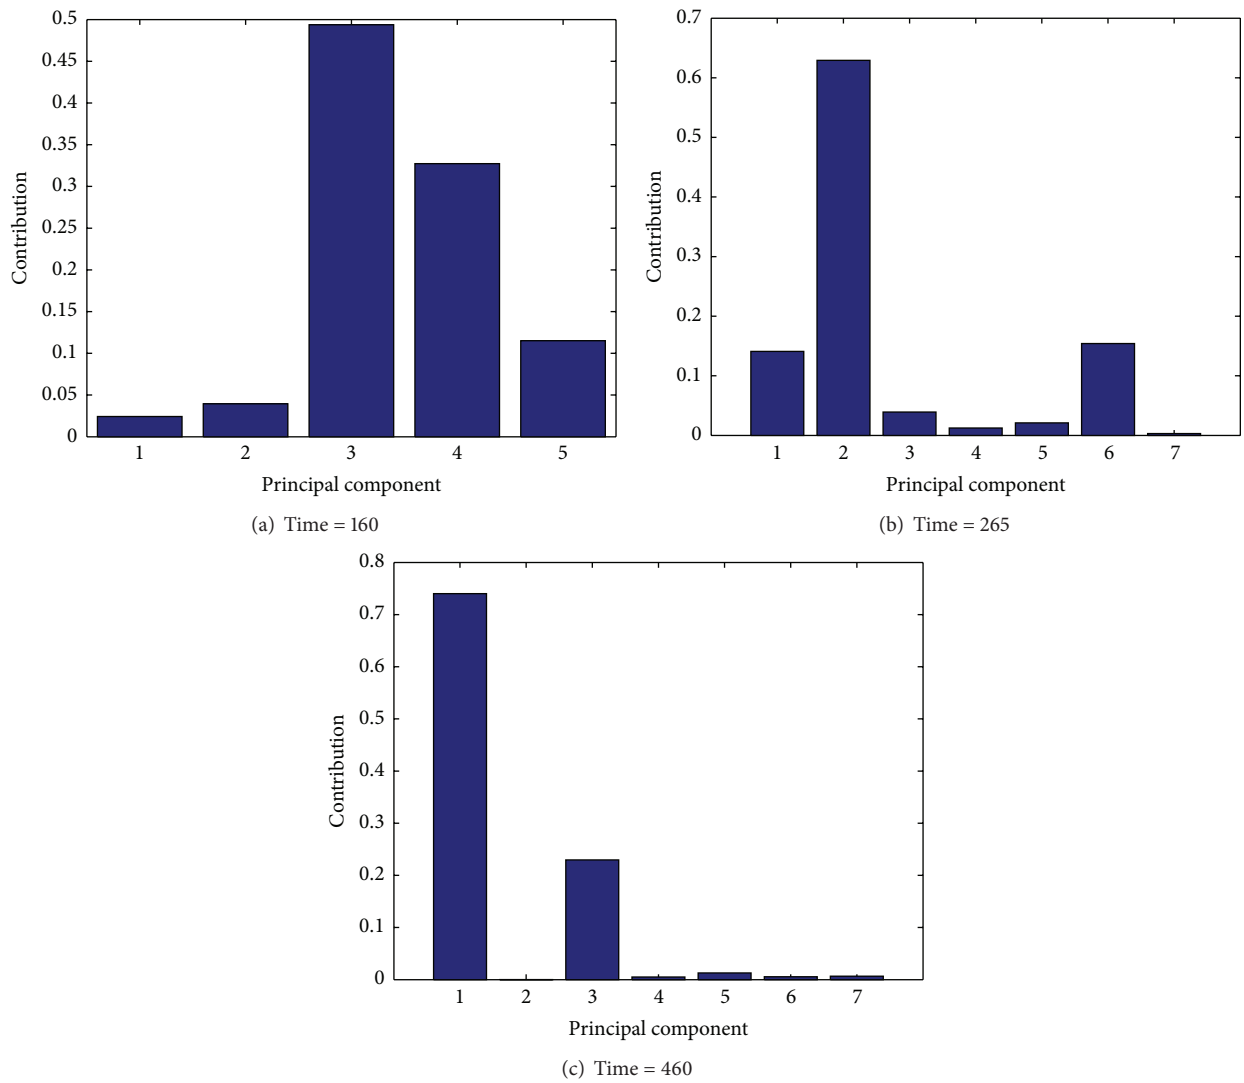 0.5
0.45
0.4
0.35
0.3
0.25
0.2
0.15
0.1
0.05
0
Contribution
1 2 3 4 5
Principal component
(a) Time = 160
0.7
0.6
0.5
0.4
0.3
0.2
0.1
0
Contribution
1 2 3 4 5 6 7
Principal component
(b) Time = 265
0.8
0.7
0.6
0.5
0.4
0.3
0.2
0.1
0
Contribution
1 2 3 4 5 6 7
Principal component
(c) Time = 460